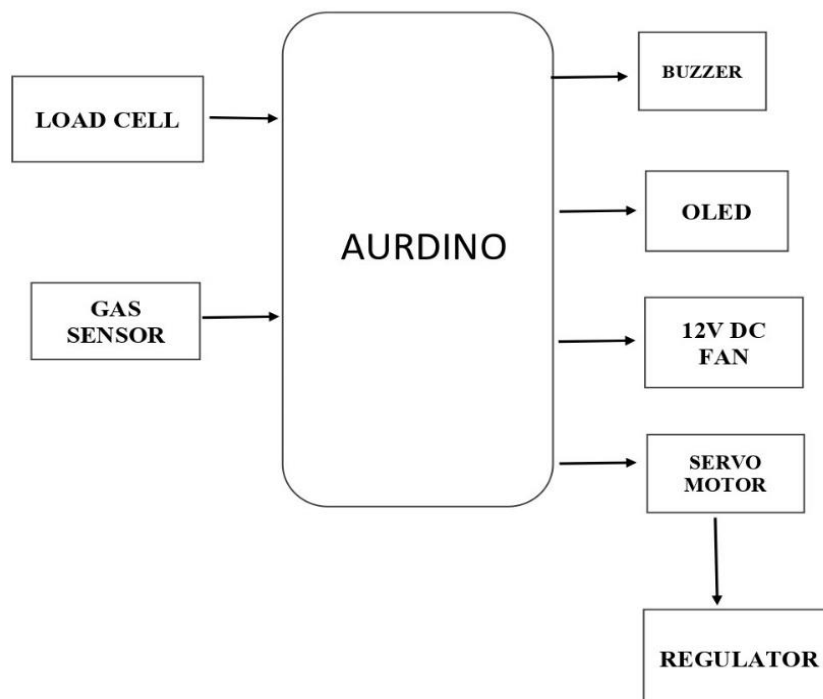 BUZZER
LOAD CELL
OLED
AURDINO
GAS
SENSOR
12V DC
FAN
SERVO
MOTOR
REGULATOR